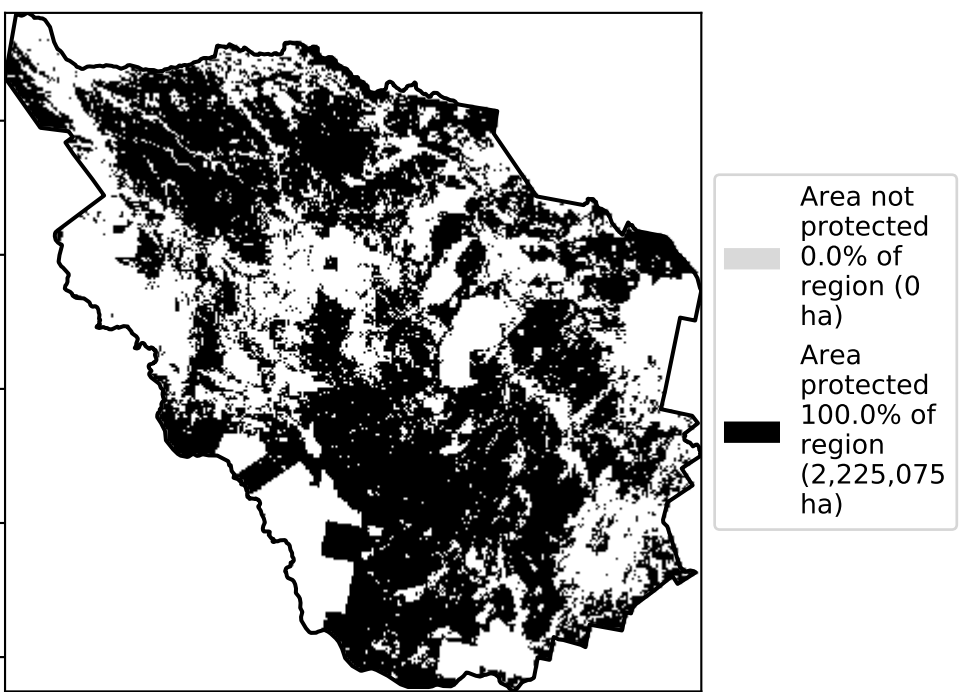 Area not
protected
0.0% of
region (0
ha)
Area
protected
100.0% of
region
(2,225,075
ha)